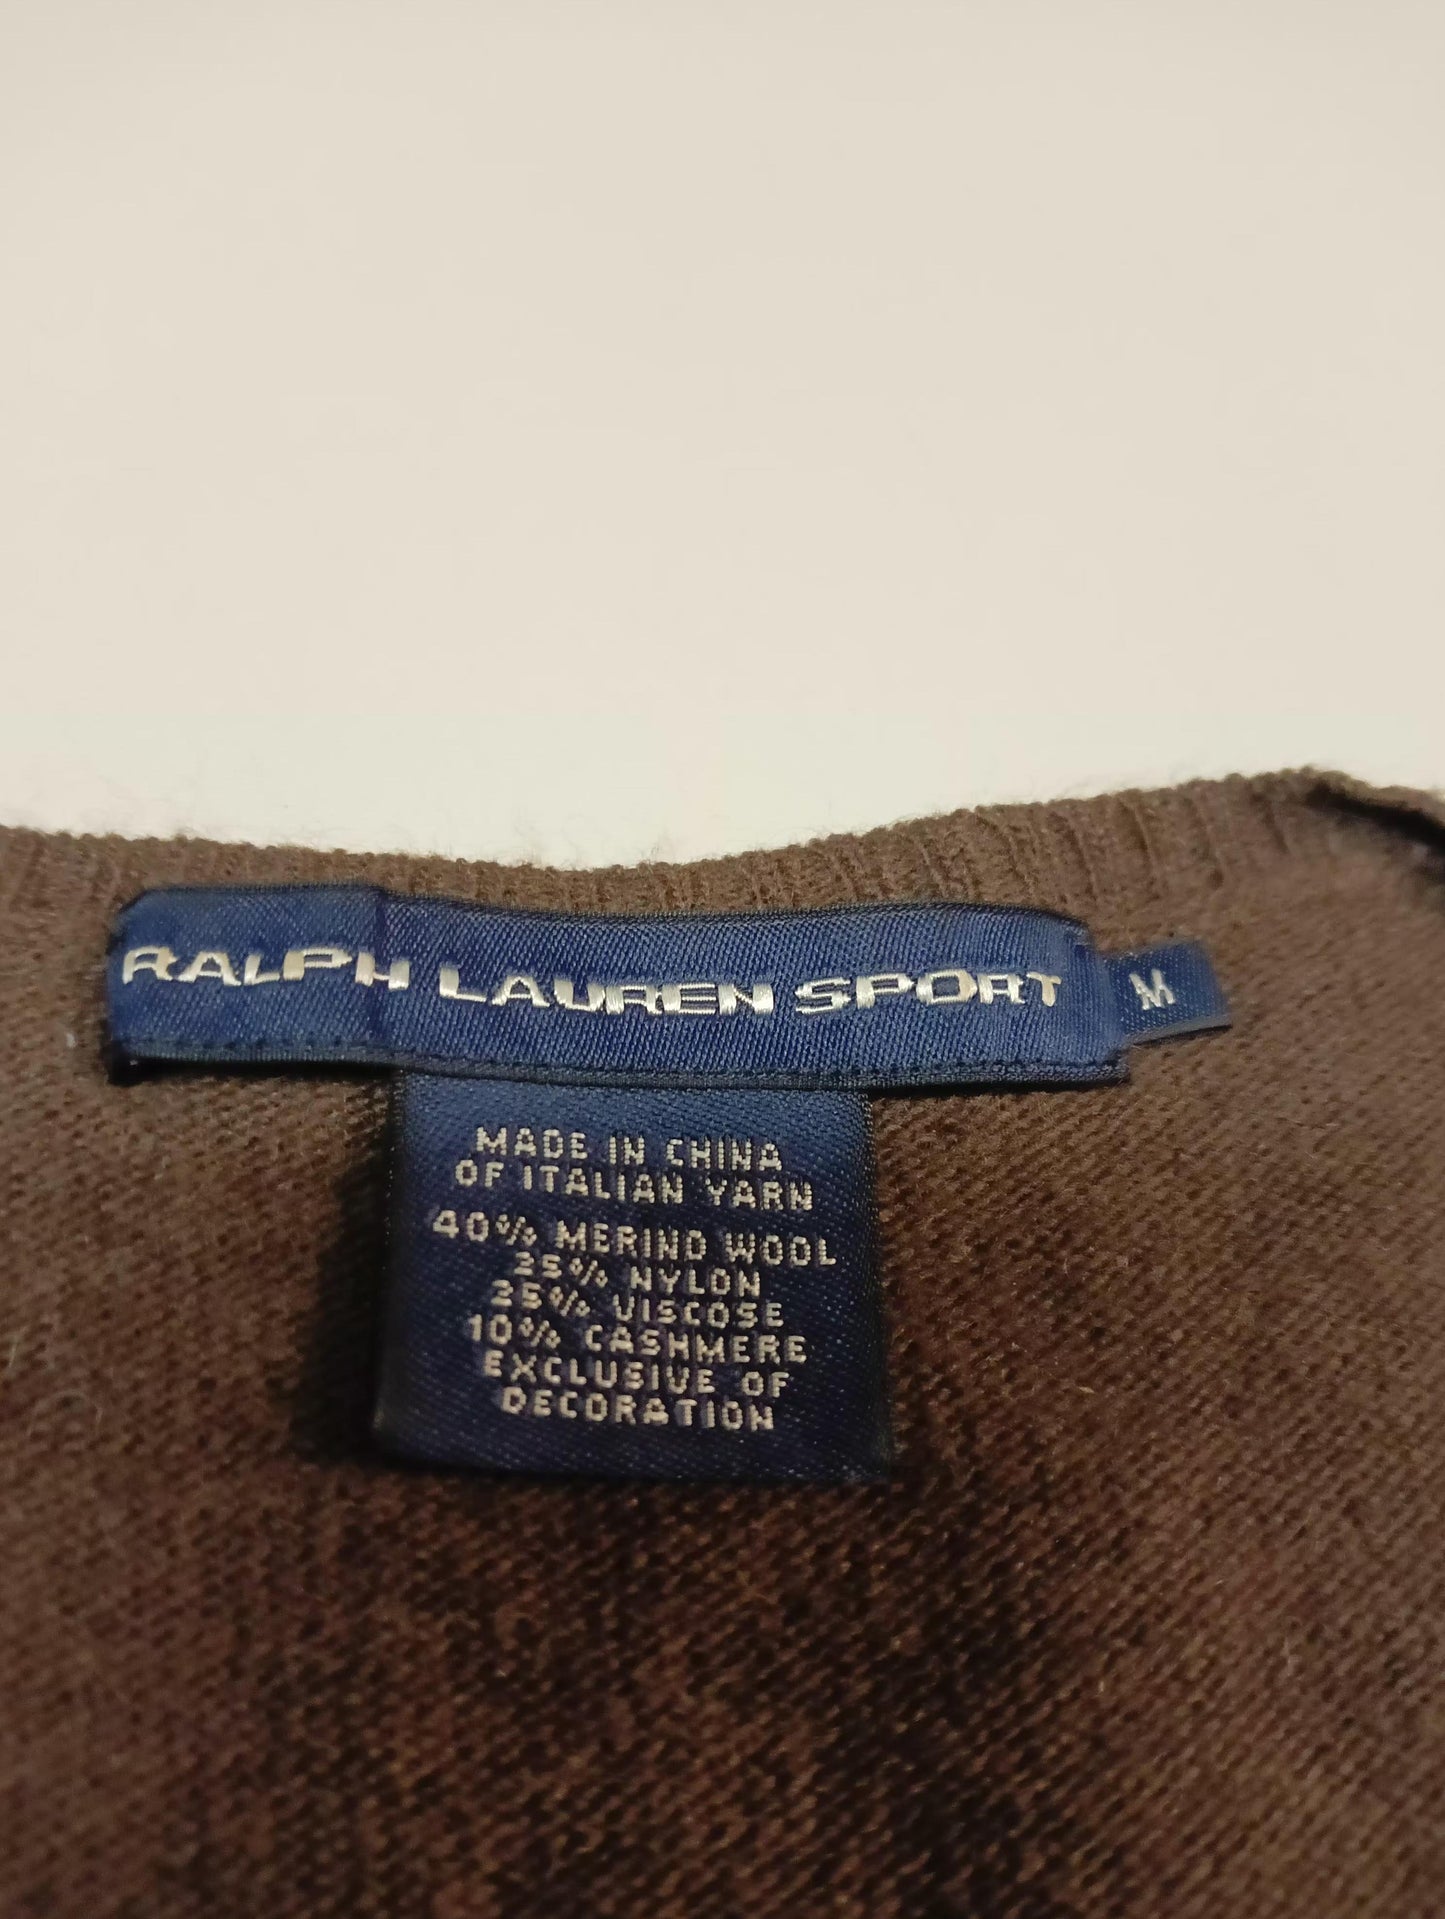 RALPH LAUREN SPORT
M
MADE IN CHINA
OF ITALIAN YARN
40% MERINO WOOL
25% NYLON
25% VISCOSE
10% CASHMERE
EXCLUSIVE OF
DECORATION